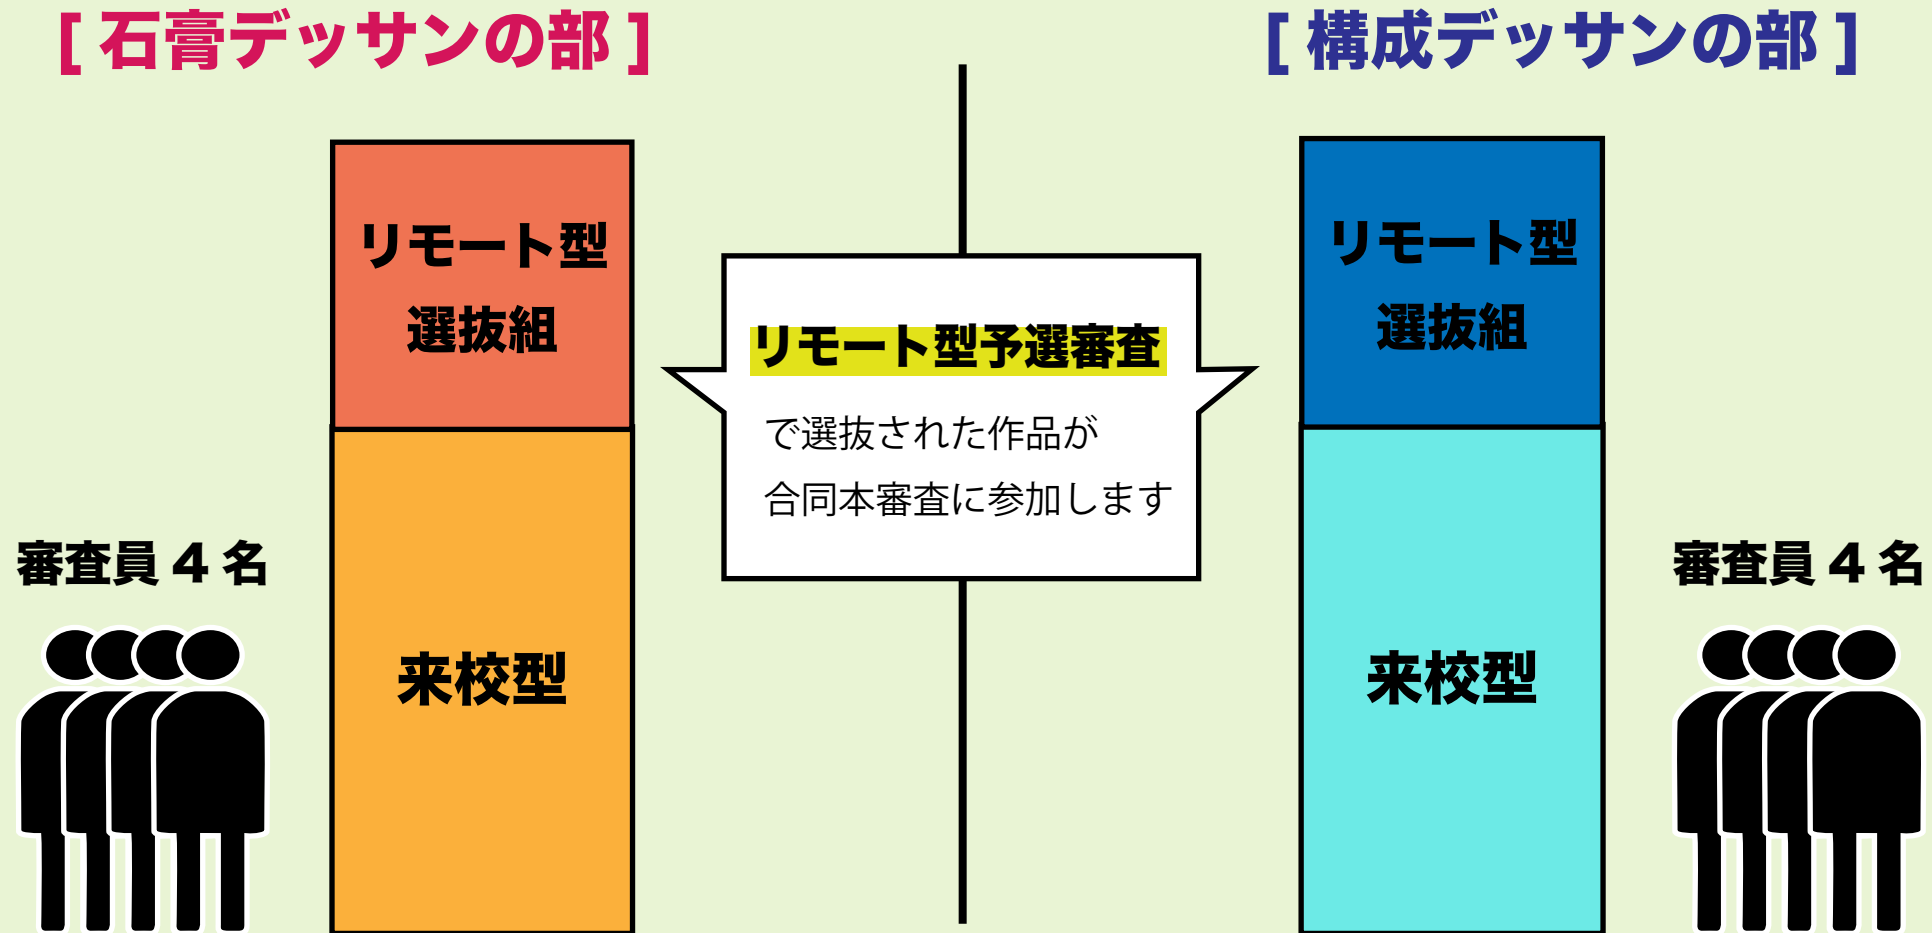 [ 石膏デッサンの部 ]
リモート型
選抜組
来校型
審査員 4 名
リモート型予選審査
で選抜された作品が
合同本審査に参加します
[ 構成デッサンの部 ]
リモート型
選抜組
来校型
審査員 4 名